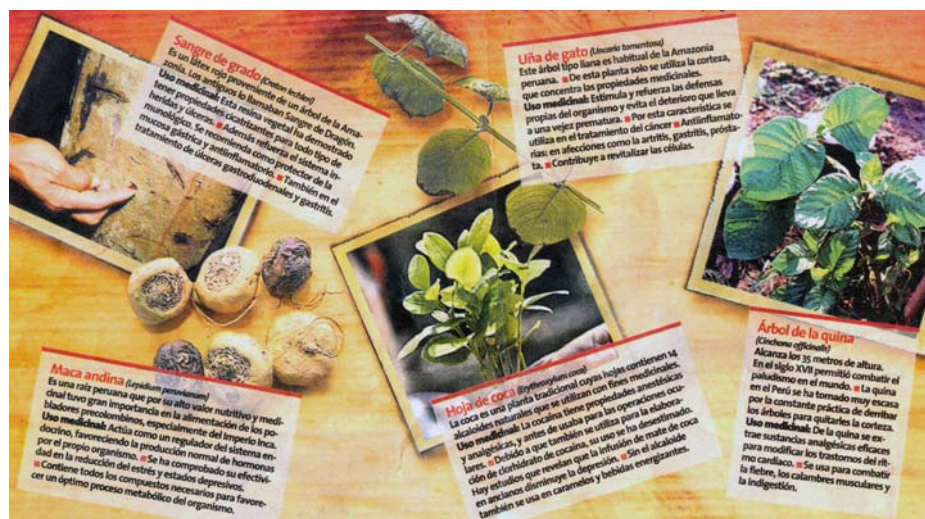 Sangre de grado (Croton lechleri)
Es un látex rojo proveniente de un árbol de la Ama-
zonia. Los antiguos lo llamaban Sangre de Dragón.
Uso medicinal: Esta resina vegetal ha demostrado
tener propiedades cicatrizantes para todo tipo de
heridas y úlceras. ■ Además refuerza el sistema in-
munológico. Se recomienda como protector de la
mucosa gástrica y antiinflamatorio. ■ También en el
tratamiento de úlceras gastroduodenales y gastritis.
Uña de gato (Uncaria tomentosa)
Este árbol tipo liana es habitual de la Amazonia
peruana. ■ De esta planta solo se utiliza la corteza,
que concentra las propiedades medicinales.
Uso medicinal: Estimula y refuerza las defensas
propias del organismo y evita el deterioro que lleva
a una vejez prematura. ■ Por esta característica se
utiliza en el tratamiento del cáncer ■ Antiinflamato-
rias: en afecciones como la artritis, gastritis, prósta-
ta. ■ Contribuye a revitalizar las células.
Maca andina (Lepidium peruvianum)
Es una raíz peruana que por su alto valor nutritivo y medi-
cinal tuvo gran importancia en la alimentación de los po-
bladores precolombinos, especialmente del Imperio Inca.
Uso medicinal: Actúa como un regulador del sistema en-
docrino, favoreciendo la producción normal de hormonas
por el propio organismo. ■ Se ha comprobado su efectivi-
dad en la reducción del estrés y estados depresivos.
■ Contiene todos los compuestos necesarios para favore-
cer un óptimo proceso metabólico del organismo.
Hoja de coca (Erythroxylum coca)
La coca es una planta tradicional cuyas hojas contienen 14
alcaloides naturales que se utilizan con fines medicinales.
Uso medicinal: La cocaína tiene propiedades anestésicas
y analgésicas, y antes se usaba para las operaciones ocu-
lares. ■ Debido a que también se utiliza para la elabora-
ción de clorhidrato de cocaína, su uso se ha desestimado.
Hay estudios que revelan que la infusión de mate de coca
en ancianos disminuye la depresión. ■ Sin el alcaloide
también se usa en caramelos y bebidas energizantes.
Árbol de la quina
(Cinchona officinalis)
Alcanza los 35 metros de altura.
En el siglo XVII permitió combatir el
paludismo en el mundo. ■ La quina
en el Perú se ha tornado muy escasa
por la constante práctica de derribar
los árboles para quitarles la corteza.
Uso medicinal: De la quina se ex-
trae sustancias analgésicas eficaces
para modificar los trastornos del rit-
mo cardíaco. ■ Se usa para combatir
la fiebre, los calambres musculares y
la indigestión.